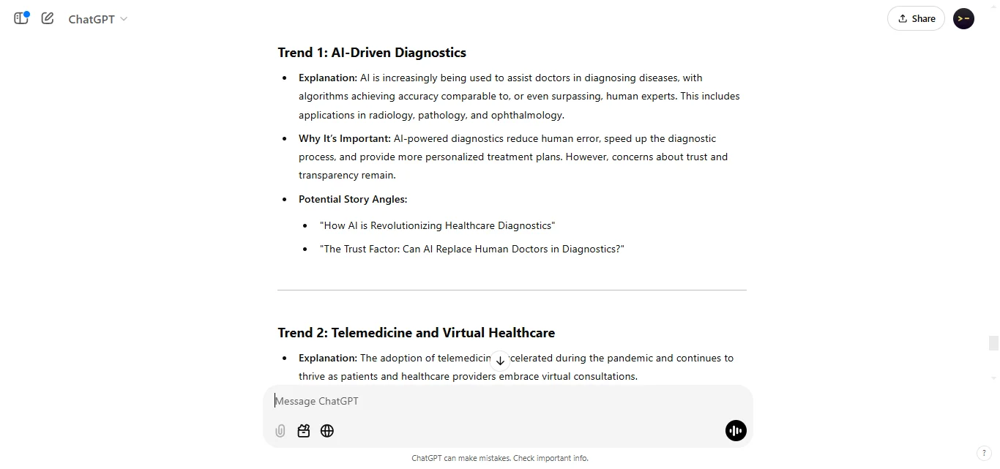 ChatGPT
Share
Trend 1: AI-Driven Diagnostics
Explanation: AI is increasingly being used to assist doctors in diagnosing diseases, with
algorithms achieving accuracy comparable to, or even surpassing, human experts. This includes
applications in radiology, pathology, and ophthalmology.
Why It’s Important: AI-powered diagnostics reduce human error, speed up the diagnostic
process, and provide more personalized treatment plans. However, concerns about trust and
transparency remain.
Potential Story Angles:
"How AI is Revolutionizing Healthcare Diagnostics"
"The Trust Factor: Can AI Replace Human Doctors in Diagnostics?"
Trend 2: Telemedicine and Virtual Healthcare
Explanation: The adoption of telemedicin celerated during the pandemic and continues to
thrive as patients and healthcare providers embrace virtual consultations.
Message ChatGPT
ChatGPT can make mistakes. Check important info.
?